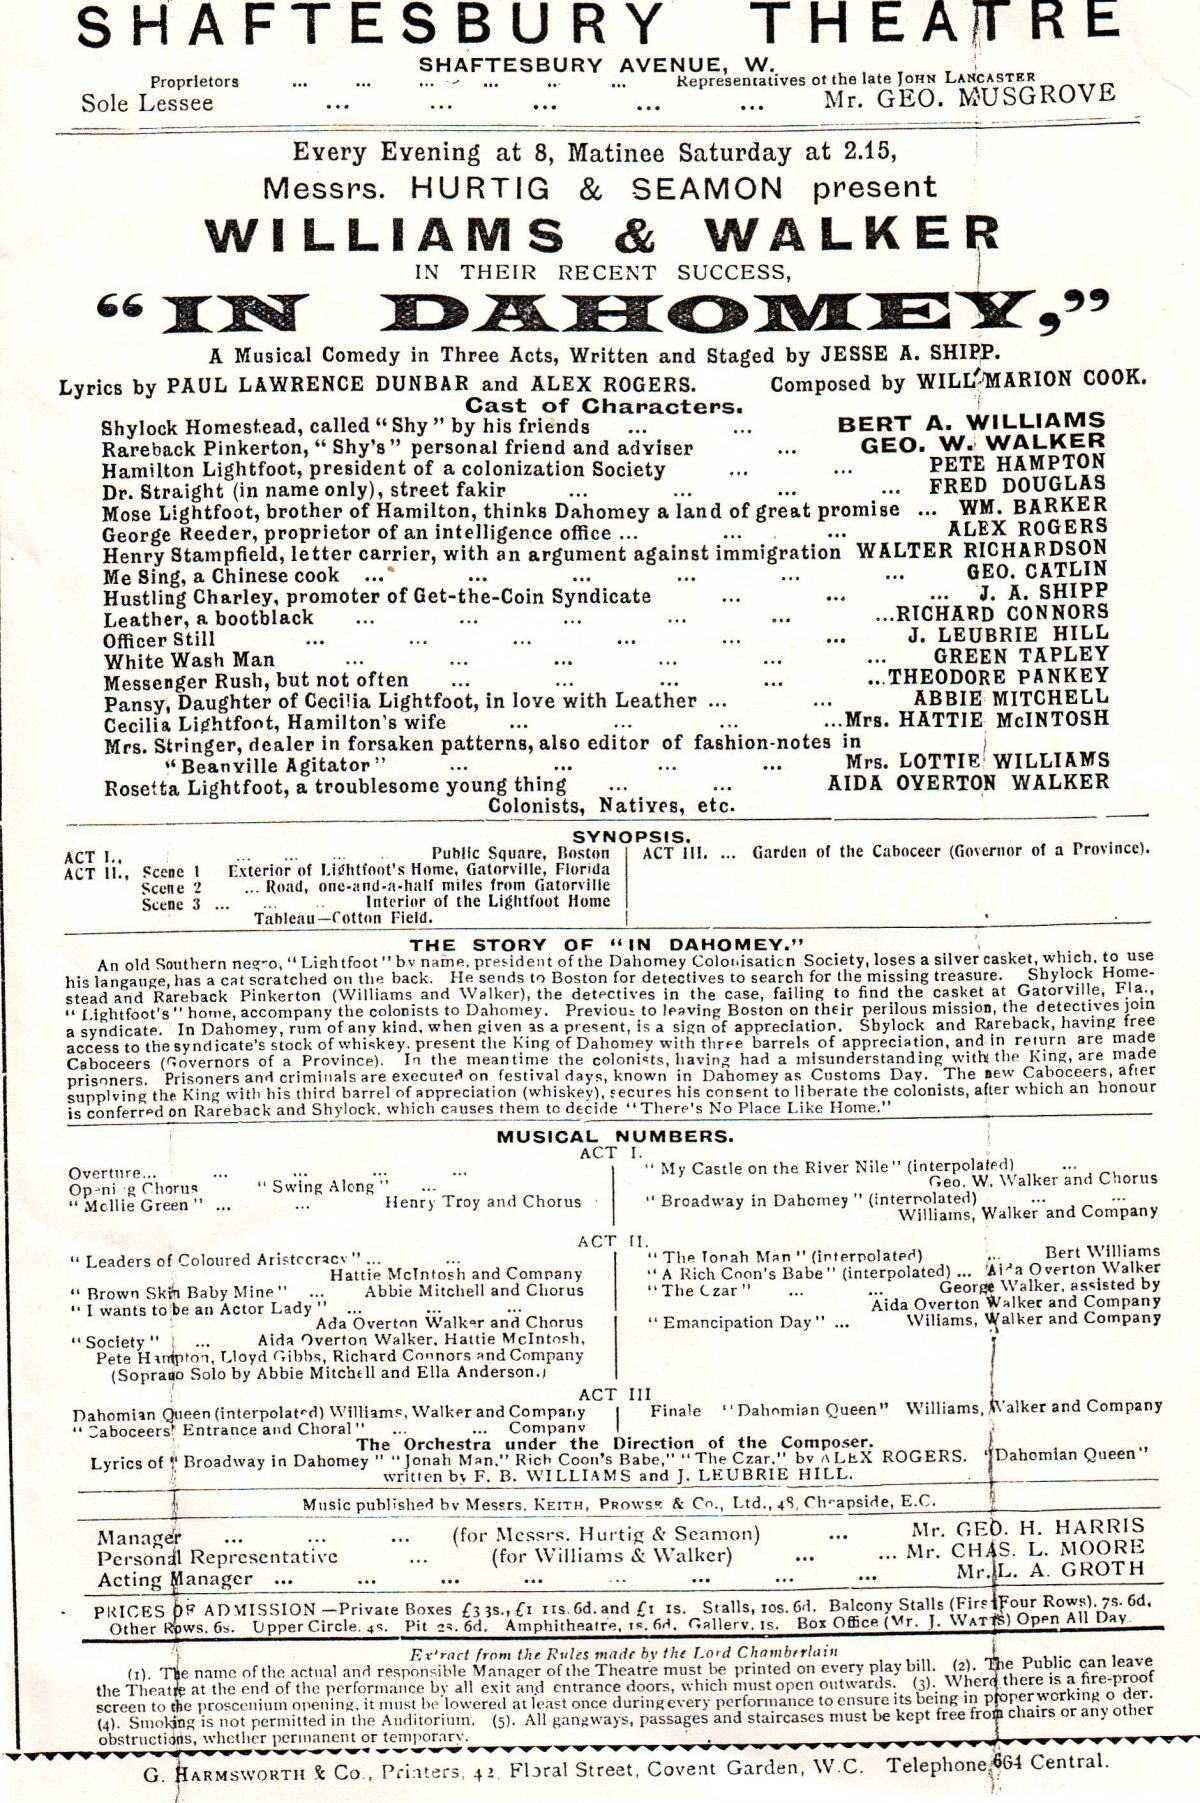 SHAFTESBURY THEATRE
SHAFTESBURY AVENUE, W.
Proprietors ... ... ... ... ... Representatives of the late JOHN LANCASTER
Sole Lessee ... ... ... ... ... Mr. GEO. MUSGROVE
Every Evening at 8, Matinee Saturday at 2.15,
Messrs. HURTIG & SEAMON present
WILLIAMS & WALKER
IN THEIR RECENT SUCCESS,
"IN DAHOMEY,"
A Musical Comedy in Three Acts, Written and Staged by JESSE A. SHIPP.
Lyrics by PAUL LAWRENCE DUNBAR and ALEX ROGERS. Composed by WILL MARION COOK.
Cast of Characters.
Shylock Homestead, called "Shy" by his friends ... ... BERT A. WILLIAMS
Rareback Pinkerton, "Shy's" personal friend and adviser ... GEO. W. WALKER
Hamilton Lightfoot, president of a colonization Society ... ... PETE HAMPTON
Dr. Straight (in name only), street fakir ... ... ... ... FRED DOUGLAS
Mose Lightfoot, brother of Hamilton, thinks Dahomey a land of great promise ... WM. BARKER
George Reeder, proprietor of an intelligence office ... ... ... ALEX ROGERS
Henry Stampfield, letter carrier, with an argument against immigration WALTER RICHARDSON
Me Sing, a Chinese cook ... ... ... ... ... ... GEO. CATLIN
Hustling Charley, promoter of Get-the-Coin Syndicate ... ... ... J. A. SHIPP
Leather, a bootblack ... ... ... ... ... ...RICHARD CONNORS
Officer Still ... ... ... ... ... ... J. LEUBRIE HILL
White Wash Man ... ... ... ... ... ... GREEN TAPLEY
Messenger Rush, but not often ... ... ... ... ...THEODORE PANKEY
Pansy, Daughter of Cecilia Lightfoot, in love with Leather ... ... ABBIE MITCHELL
Cecilia Lightfoot, Hamilton's wife ... ... ... ...Mrs. HATTIE McINTOSH
Mrs. Stringer, dealer in forsaken patterns, also editor of fashion-notes in
"Beanville Agitator" ... ... ... ... Mrs. LOTTIE WILLIAMS
Rosetta Lightfoot, a troublesome young thing ... ... AIDA OVERTON WALKER
Colonists, Natives, etc.
SYNOPSIS.
ACT I., ... ... ... Public Square, Boston
ACT II., Scene 1 Exterior of Lightfoot's Home, Gatorville, Florida
Scene 2 ... Road, one-and-a-half miles from Gatorville
Scene 3 ... ... .. Interior of the Lightfoot Home
Tableau—Cotton Field.
ACT III. ... Garden of the Caboceer (Governor of a Province).
THE STORY OF "IN DAHOMEY."
An old Southern negro, "Lightfoot" by name, president of the Dahomey Colonisation Society, loses a silver casket, which, to use
his langauge, has a cat scratched on the back. He sends to Boston for detectives to search for the missing treasure. Shylock Home-
stead and Rareback Pinkerton (Williams and Walker), the detectives in the case, failing to find the casket at Gatorville, Fla.,
"Lightfoot's" home, accompany the colonists to Dahomey. Previous to leaving Boston on their perilous mission, the detectives join
a syndicate. In Dahomey, rum of any kind, when given as a present, is a sign of appreciation. Shylock and Rareback, having free
access to the syndicate's stock of whiskey, present the King of Dahomey with three barrels of appreciation, and in return are made
Caboceers (Governors of a Province). In the meantime the colonists, having had a misunderstanding with the King, are made
prisoners. Prisoners and criminals are executed on festival days, known in Dahomey as Customs Day. The new Caboceers, after
supplying the King with his third barrel of appreciation (whiskey), secures his consent to liberate the colonists, after which an honour
is conferred on Rareback and Shylock, which causes them to decide "There's No Place Like Home."
MUSICAL NUMBERS.
ACT I.
Overture... ... ... ... ...
Opening Chorus "Swing Along" ...
"Mollie Green" ... ... Henry Troy and Chorus
"My Castle on the River Nile" (interpolated) ...
Geo. W. Walker and Chorus
"Broadway in Dahomey" (interpolated) ... ...
Williams, Walker and Company
ACT II.
"Leaders of Coloured Aristocracy" ... ...
Hattie McIntosh and Company
"Brown Skin Baby Mine" ... Abbie Mitchell and Chorus
"I wants to be an Actor Lady" ... ... ...
Ada Overton Walker and Chorus
"Society" ... Aida Overton Walker, Hattie McIntosh,
Pete Hampton, Lloyd Gibbs, Richard Connors and Company
(Soprano Solo by Abbie Mitchell and Ella Anderson.)
"The Jonah Man" (interpolated) ... Bert Williams
"A Rich Coon's Babe" (interpolated) ... Aida Overton Walker
"The Czar" ... ... George Walker, assisted by
Aida Overton Walker and Company
"Emancipation Day" ... Wiliams, Walker and Company
ACT III
Dahomian Queen (interpolated) Williams, Walker and Company
"Caboceers' Entrance and Choral" ... ... Company
Finale "Dahomian Queen" Williams, Walker and Company
The Orchestra under the Direction of the Composer.
Lyrics of "Broadway in Dahomey" "Jonah Man," Rich Coon's Babe," "The Czar," by ALEX ROGERS. "Dahomian Queen"
written by F. B. WILLIAMS and J. LEUBRIE HILL.
Music published by Messrs. KEITH, PROWSE & Co., Ltd., 48, Cheapside, E.C.
Manager ... ... ... (for Messrs. Hurtig & Seamon) ... Mr. GEO. H. HARRIS
Personal Representative ... (for Williams & Walker) ... ... Mr. CHAS. L. MOORE
Acting Manager ... ... ... ... ... ... Mr. L. A. GROTH
PRICES OF ADMISSION—Private Boxes £3 3s., £1 11s. 6d. and £1 1s. Stalls, 10s. 6d. Balcony Stalls (First Four Rows), 7s. 6d,
Other Rows, 6s. Upper Circle, 4s. Pit 2s. 6d. Amphitheatre, 1s. 6d. Gallery, 1s. Box Office (Mr. J. WATTS) Open All Day.
Extract from the Rules made by the Lord Chamberlain
(1). The name of the actual and responsible Manager of the Theatre must be printed on every play bill. (2). The Public can leave
the Theatre at the end of the performance by all exit and entrance doors, which must open outwards. (3). Where there is a fire-proof
screen to the proscenium opening, it must be lowered at least once during every performance to ensure its being in proper working o der.
(4). Smoking is not permitted in the Auditorium. (5). All gangways, passages and staircases must be kept free from chairs or any other
obstructions, whether permanent or temporary.
G. HARMSWORTH & Co., Printers, 42, Floral Street, Covent Garden, W.C. Telephone 664 Central.